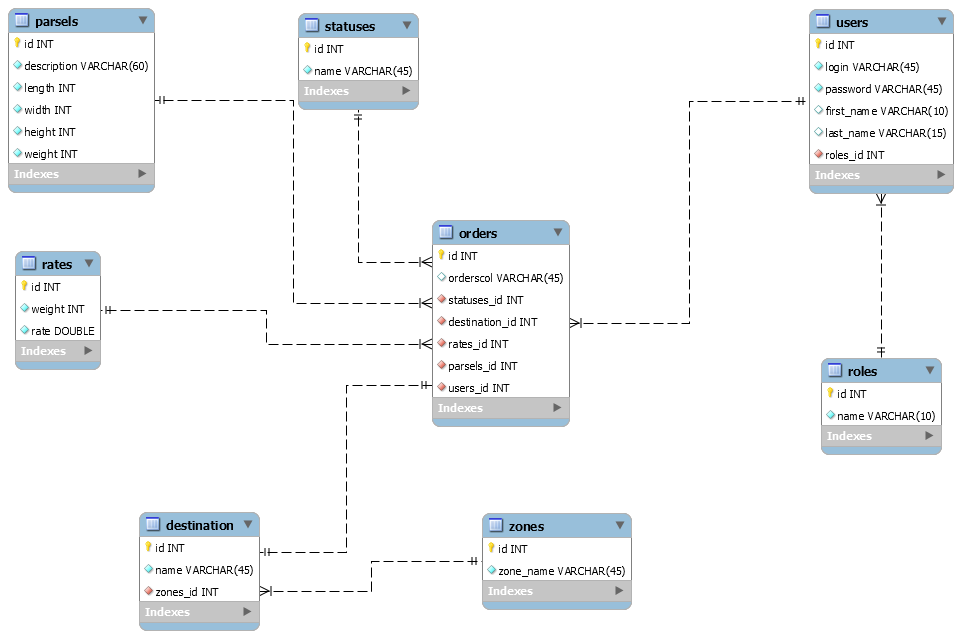 parsels
id INT
description VARCHAR(60)
length INT
width INT
height INT
weight INT
Indexes
statuses
id INT
name VARCHAR(45)
Indexes
users
id INT
login VARCHAR(45)
password VARCHAR(45)
first_name VARCHAR(10)
last_name VARCHAR(15)
roles_id INT
Indexes
rates
id INT
weight INT
rate DOUBLE
Indexes
orders
id INT
orderscol VARCHAR(45)
statuses_id INT
destination_id INT
rates_id INT
parsels_id INT
users_id INT
Indexes
roles
id INT
name VARCHAR(10)
Indexes
destination
id INT
name VARCHAR(45)
zones_id INT
Indexes
zones
id INT
zone_name VARCHAR(45)
Indexes